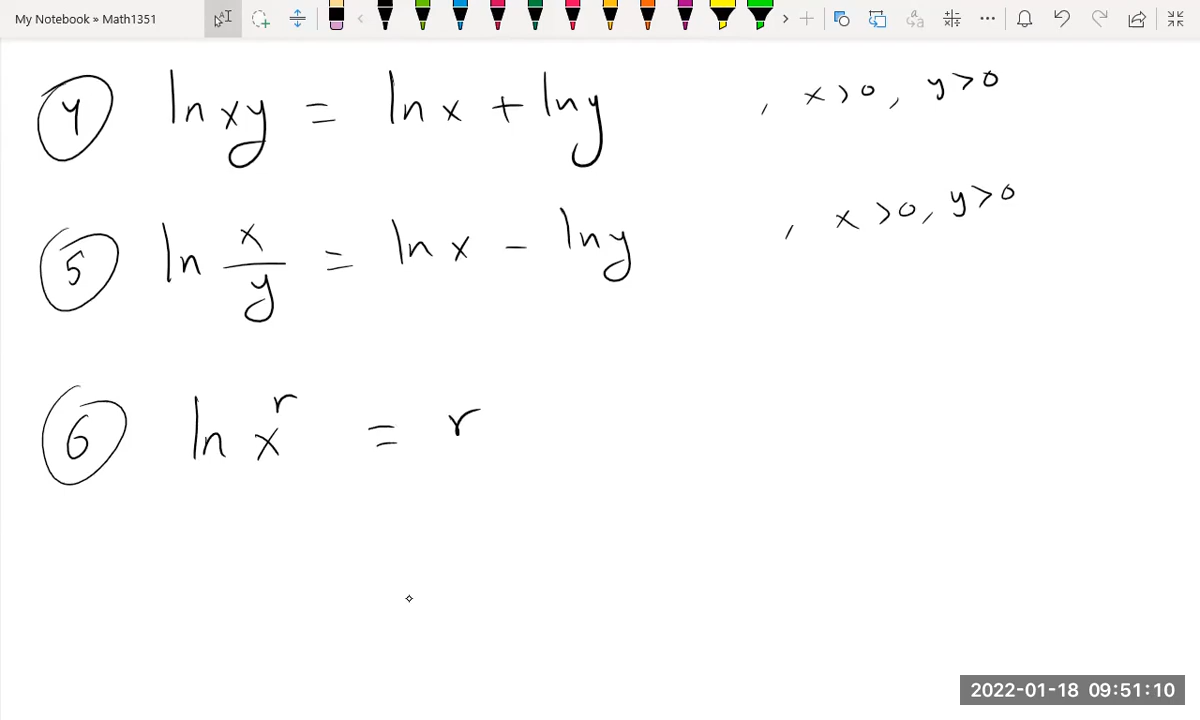 My Notebook » Math1351
④ ln xy = ln x + ln y , x > 0, y > 0
⑤ ln x/y = ln x - ln y , x > 0, y > 0
⑥ ln x^r = r
2022-01-18 09:51:10